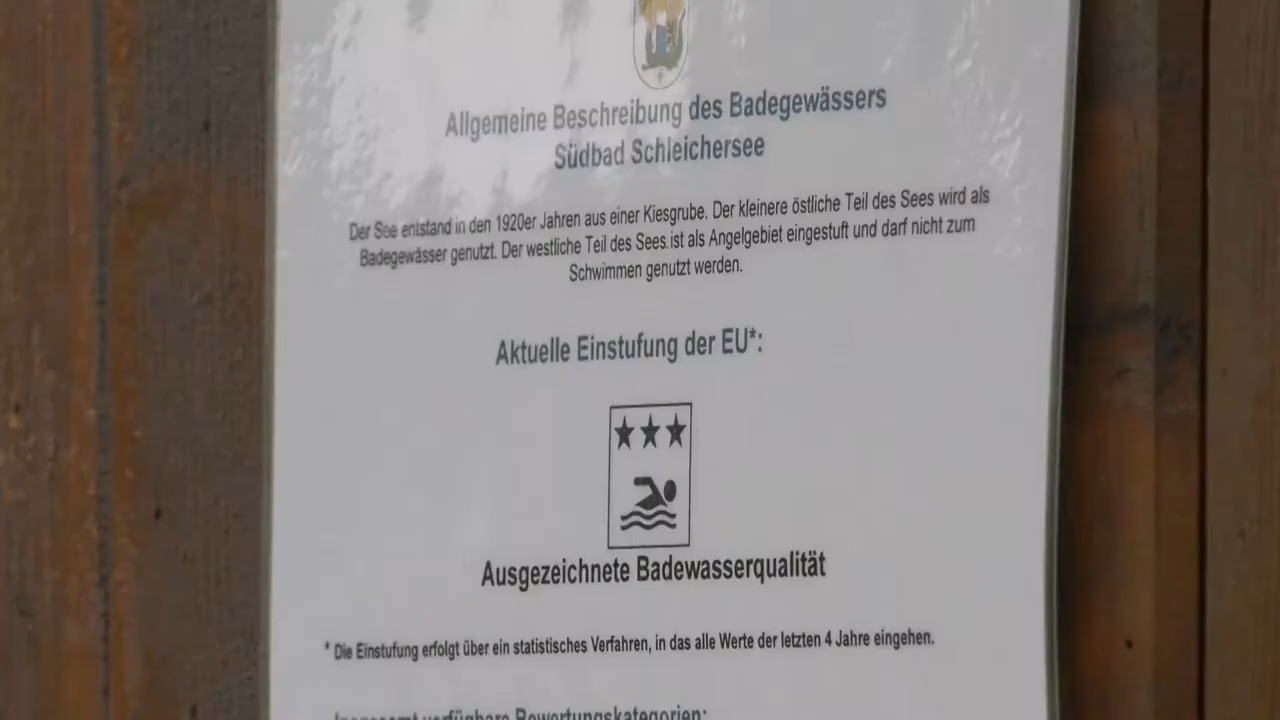 Allgemeine Beschreibung des Badegewässers
Südbad Schleichersee
Der See entstand in den 1920er Jahren aus einer Kiesgrube. Der kleinere östliche Teil des Sees wird als
Badegewässer genutzt. Der westliche Teil des Sees ist als Angelgebiet eingestuft und darf nicht zum
Schwimmen genutzt werden.
Aktuelle Einstufung der EU*:
Ausgezeichnete Badewasserqualität
* Die Einstufung erfolgt über ein statistisches Verfahren, in das alle Werte der letzten 4 Jahre eingehen.
Insgesamt verfügbare Bewertungskategorien: